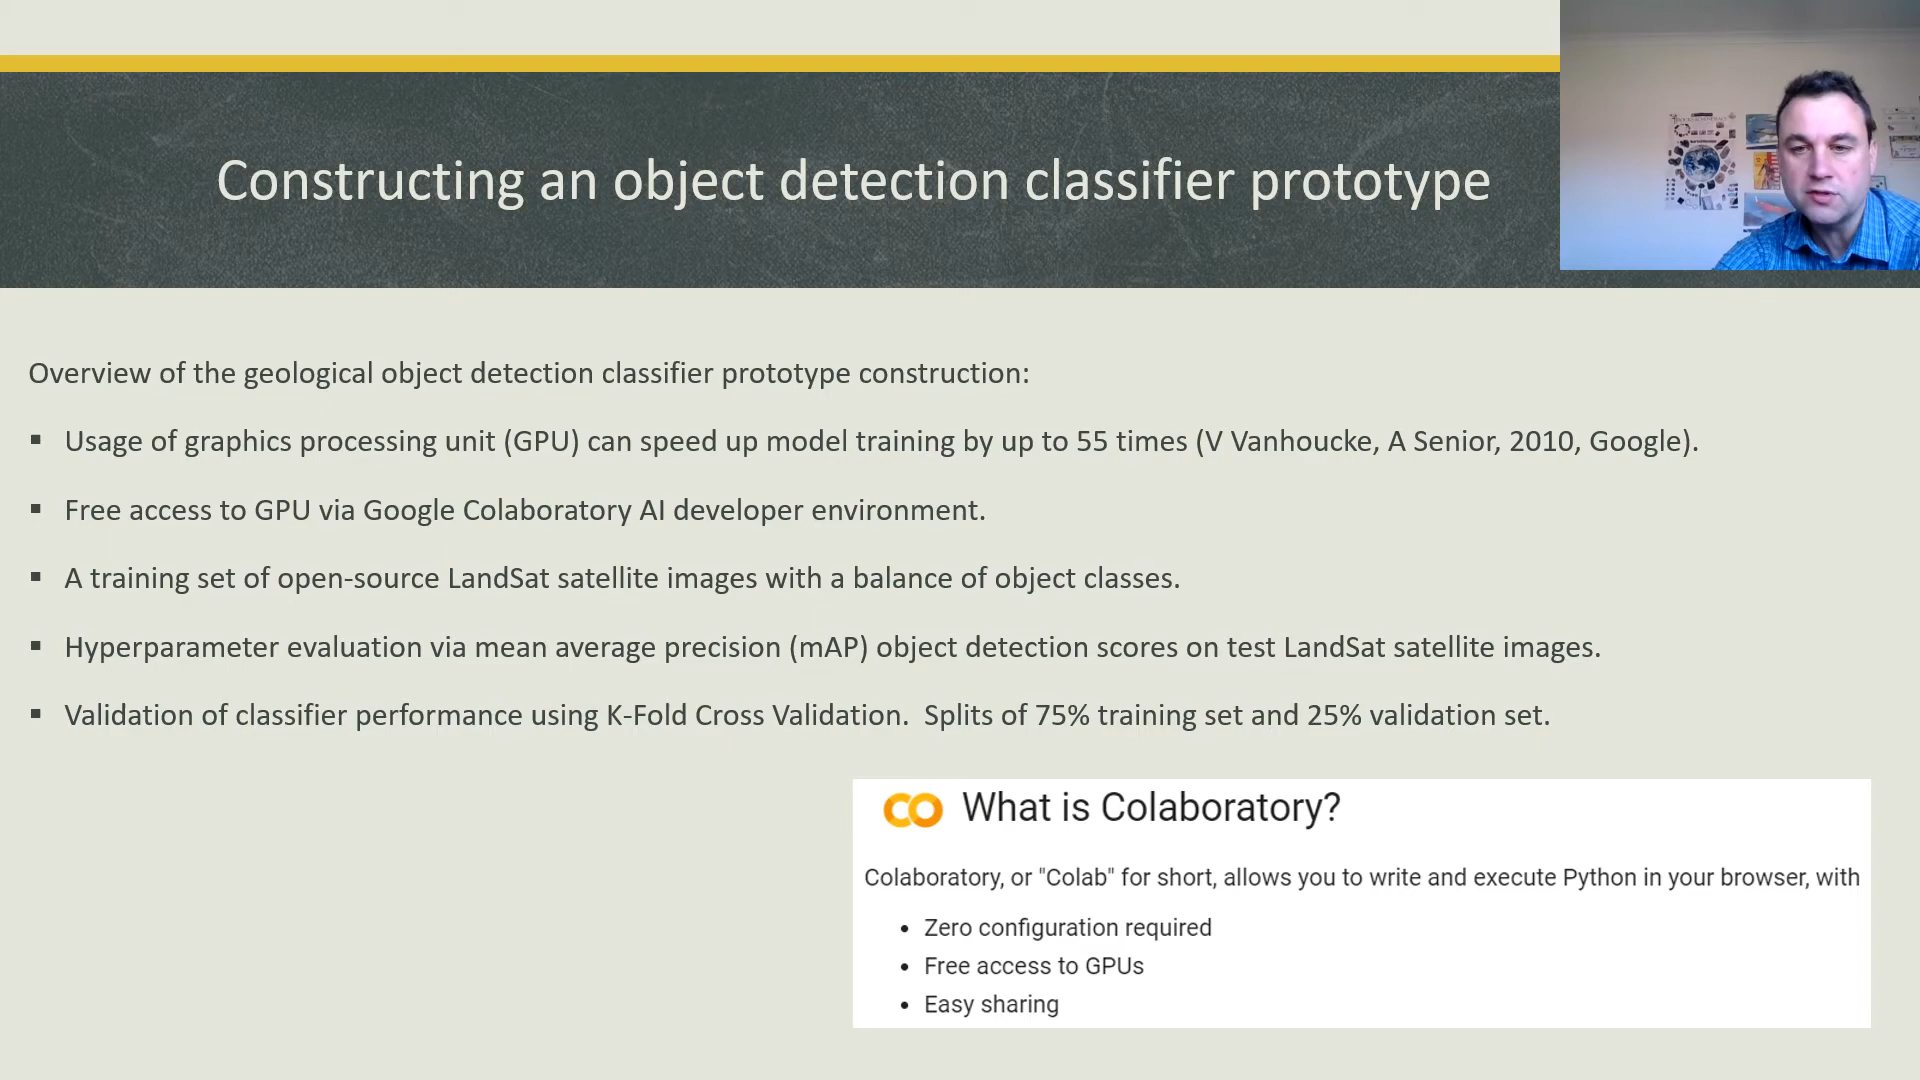 Constructing an object detection classifier prototype
Overview of the geological object detection classifier prototype construction:
▪ Usage of graphics processing unit (GPU) can speed up model training by up to 55 times (V Vanhoucke, A Senior, 2010, Google).
▪ Free access to GPU via Google Colaboratory AI developer environment.
▪ A training set of open-source LandSat satellite images with a balance of object classes.
▪ Hyperparameter evaluation via mean average precision (mAP) object detection scores on test LandSat satellite images.
▪ Validation of classifier performance using K-Fold Cross Validation.  Splits of 75% training set and 25% validation set.
CO What is Colaboratory?
Colaboratory, or "Colab" for short, allows you to write and execute Python in your browser, with
• Zero configuration required
• Free access to GPUs
• Easy sharing